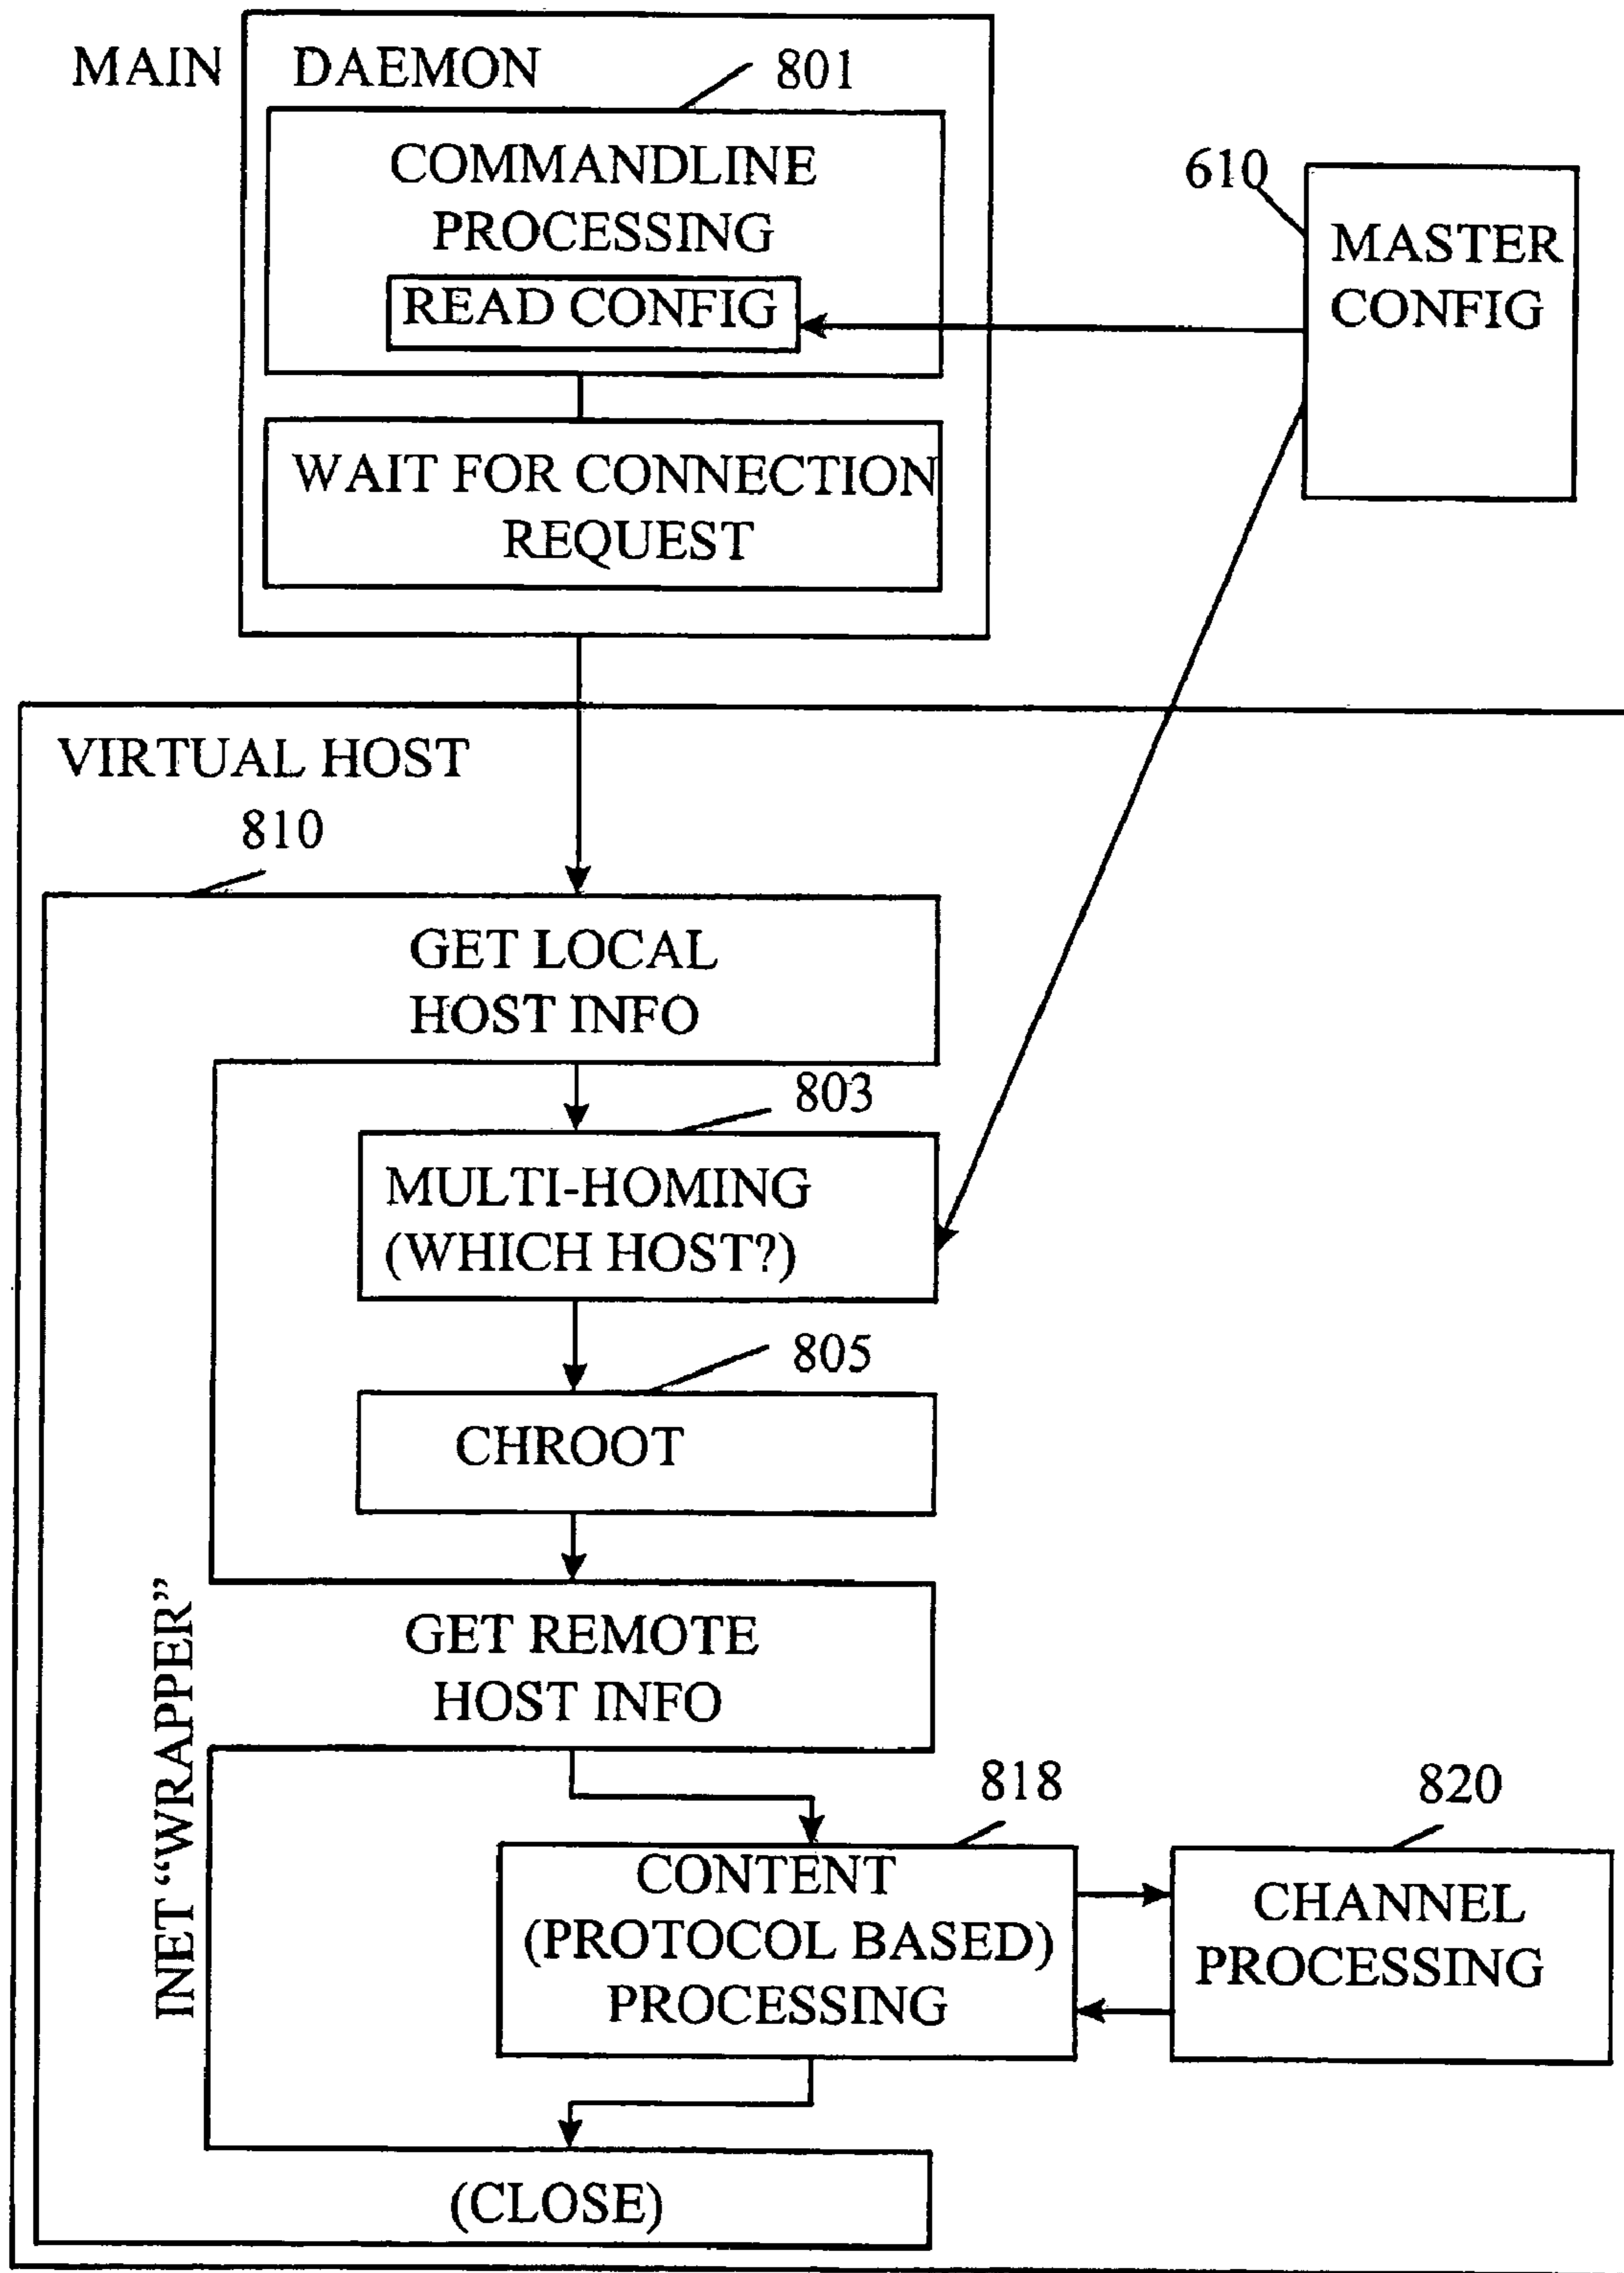 MAIN DAEMON
801
COMMANDLINE
PROCESSING
READ CONFIG
610
MASTER
CONFIG
WAIT FOR CONNECTION
REQUEST
VIRTUAL HOST
810
GET LOCAL
HOST INFO
803
MULTI-HOMING
(WHICH HOST?)
805
CHROOT
GET REMOTE
HOST INFO
INET “WRAPPER”
818
CONTENT
(PROTOCOL BASED)
PROCESSING
820
CHANNEL
PROCESSING
(CLOSE)